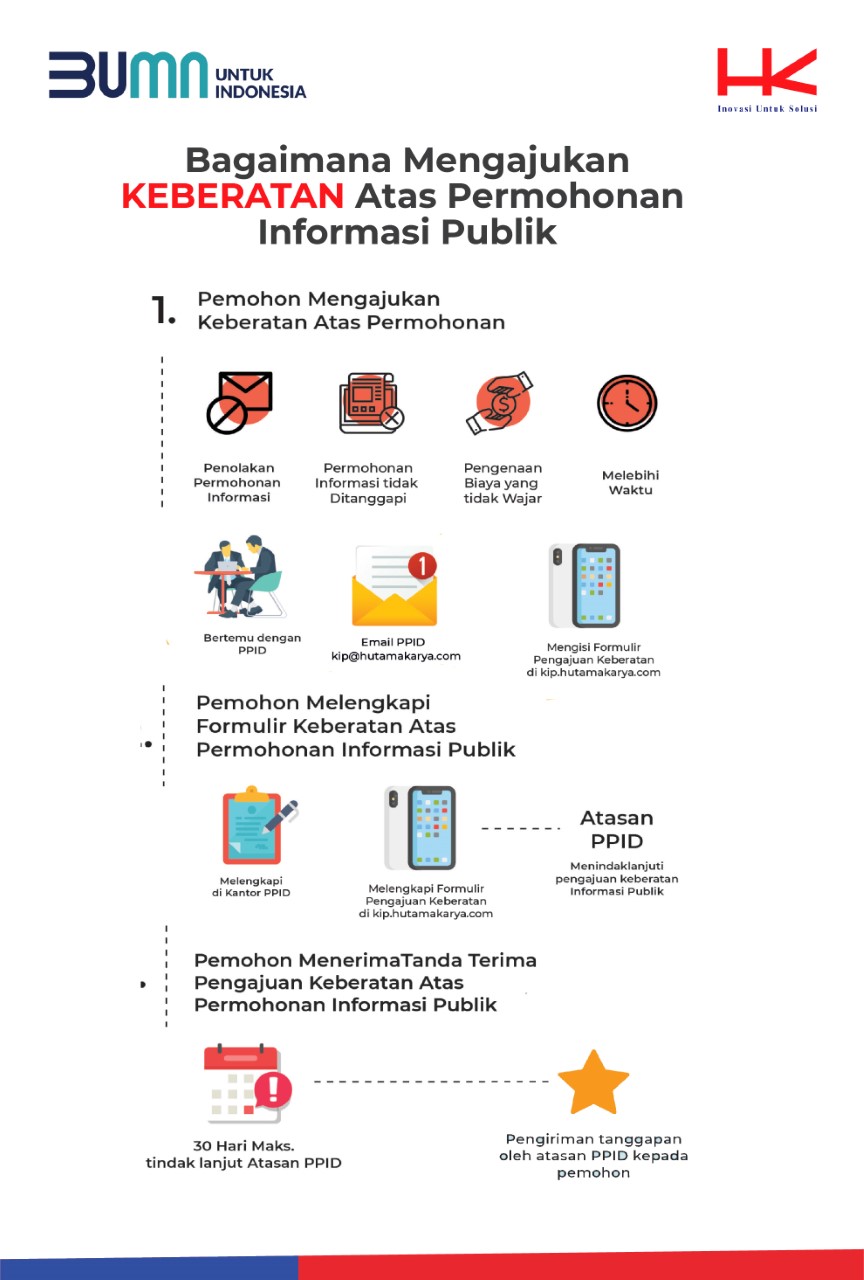 BUMN UNTUK
INDONESIA
HK
Inovasi Untuk Solusi
Bagaimana Mengajukan
KEBERATAN Atas Permohonan
Informasi Publik
1. Pemohon Mengajukan
Keberatan Atas Permohonan
Penolakan
Permohonan
Informasi
Permohonan
Informasi tidak
Ditanggapi
Pengenaan
Biaya yang
tidak Wajar
Melebihi
Waktu
Bertemu dengan
PPID
1
Email PPID
kip@hutamakarya.com
Mengisi Formulir
Pengajuan Keberatan
di kip.hutamakarya.com
Pemohon Melengkapi
Formulir Keberatan Atas
Permohonan Informasi Publik
Melengkapi
di Kantor PPID
Melengkapi Formulir
Pengajuan Keberatan
di kip.hutamakarya.com
Atasan
PPID
Menindaklanjuti
pengajuan keberatan
Informasi Publik
Pemohon MenerimaTanda Terima
Pengajuan Keberatan Atas
Permohonan Informasi Publik
30 Hari Maks.
tindak lanjut Atasan PPID
Pengiriman tanggapan
oleh atasan PPID kepada
pemohon